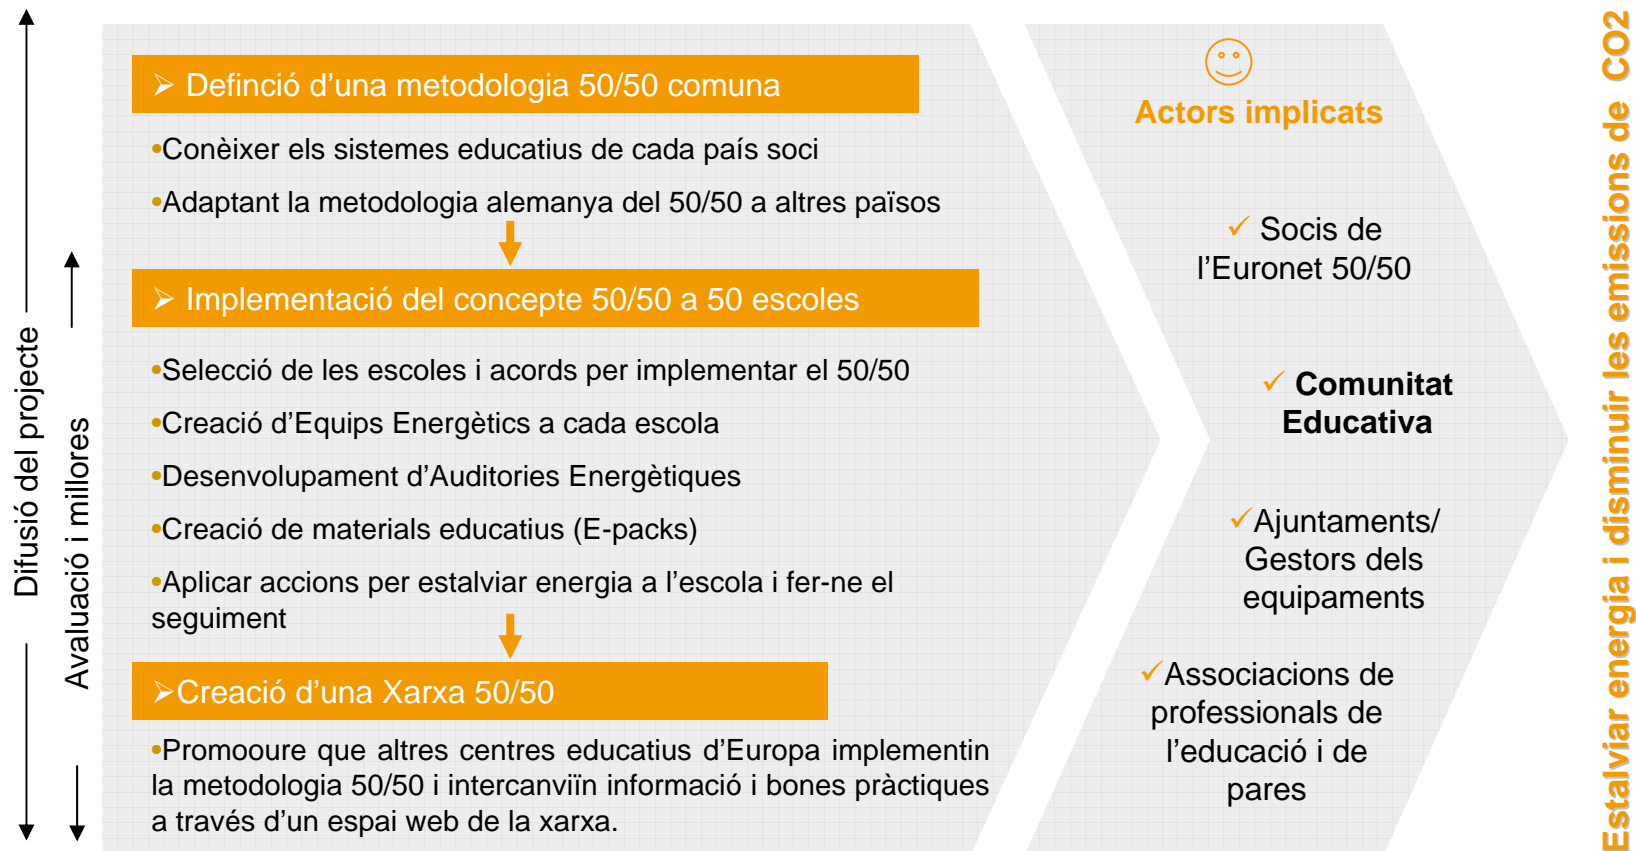 Difusió del projecte
Avaluació i millores
➢ Definció d’una metodologia 50/50 comuna
•Conèixer els sistemes educatius de cada país soci
•Adaptant la metodologia alemanya del 50/50 a altres països
➢ Implementació del concepte 50/50 a 50 escoles
•Selecció de les escoles i acords per implementar el 50/50
•Creació d’Equips Energètics a cada escola
•Desenvolupament d’Auditories Energètiques
•Creació de materials educatius (E-packs)
•Aplicar accions per estalviar energia a l’escola i fer-ne el
seguiment
➢Creació d’una Xarxa 50/50
•Promooure que altres centres educatius d’Europa implementin
la metodologia 50/50 i intercanviïn informació i bones pràctiques
a través d’un espai web de la xarxa.
Actors implicats
✓ Socis de
l’Euronet 50/50
✓ Comunitat
Educativa
✓Ajuntaments/
Gestors dels
equipaments
✓Associacions de
professionals de
l’educació i de
pares
Estalviar energia i disminuir les emissions de CO2